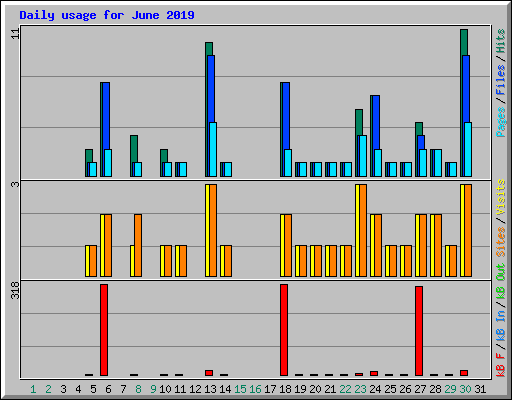 Daily usage for June 2019
11
Pages / Files / Hits
3
Sites / Visits
318
kB F / kB In / kB Out
1 2 3 4 5 6 7 8 9 10 11 12 13 14 15 16 17 18 19 20 21 22 23 24 25 26 27 28 29 30 31